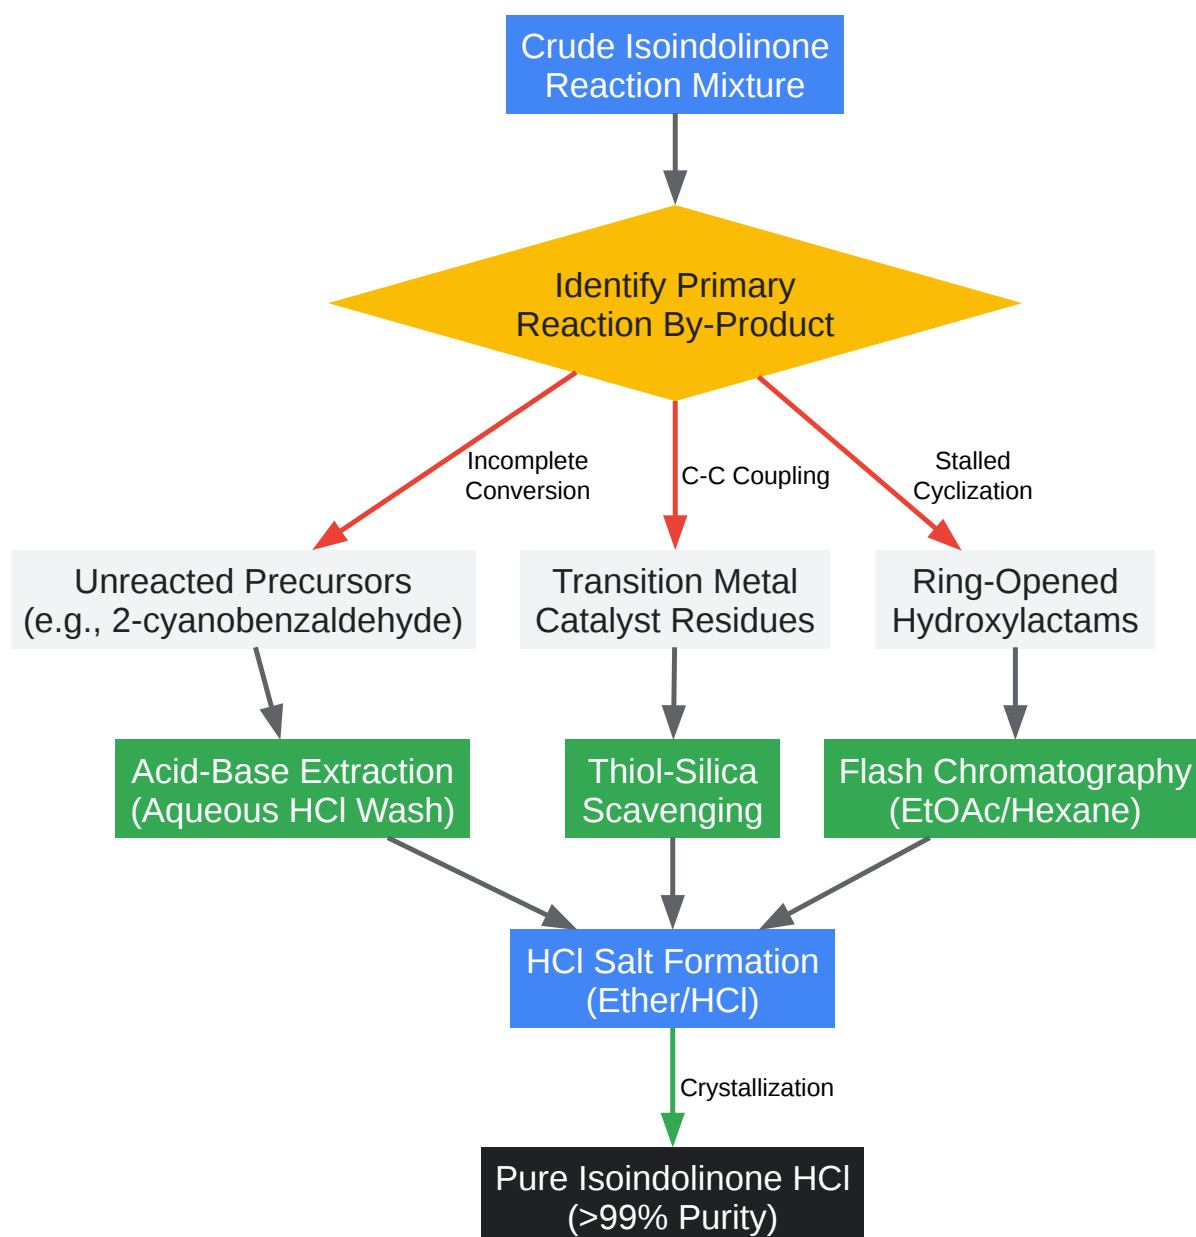 Crude Isoindolinone
Reaction Mixture
Identify Primary
Reaction By-Product
Incomplete
Conversion
C-C Coupling
Stalled
Cyclization
Unreacted Precursors
(e.g., 2-cyanobenzaldehyde)
Transition Metal
Catalyst Residues
Ring-Opened
Hydroxylactams
Acid-Base Extraction
(Aqueous HCl Wash)
Thiol-Silica
Scavenging
Flash Chromatography
(EtOAc/Hexane)
HCl Salt Formation
(Ether/HCl)
Crystallization
Pure Isoindolinone HCl
(>99% Purity)